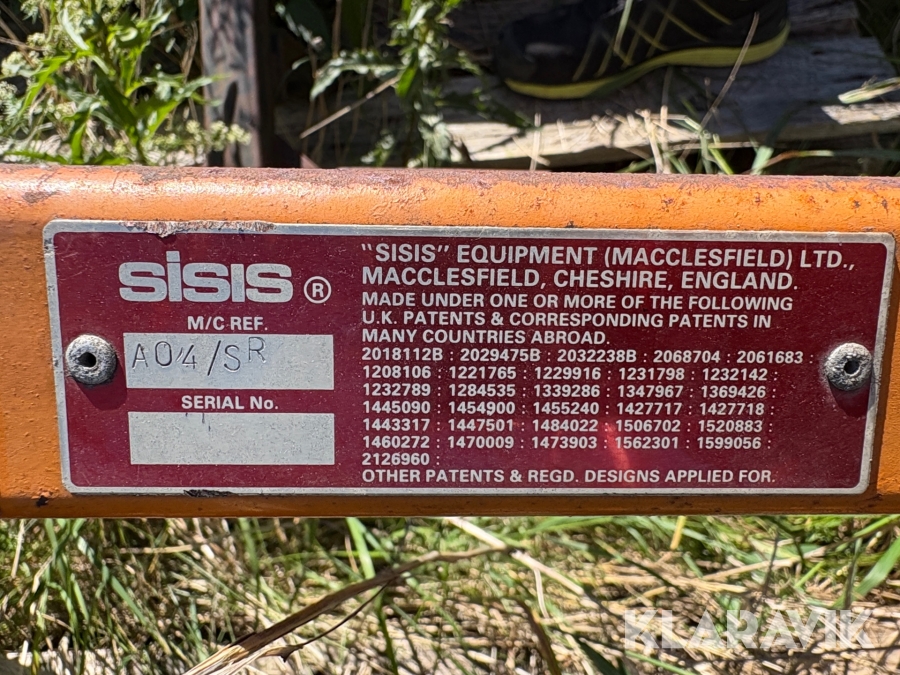 SISIS ®
M/C REF.
A04/SR
SERIAL No.
"SISIS" EQUIPMENT (MACCLESFIELD) LTD.,
MACCLESFIELD, CHESHIRE, ENGLAND.
MADE UNDER ONE OR MORE OF THE FOLLOWING
U.K. PATENTS & CORRESPONDING PATENTS IN
MANY COUNTRIES ABROAD.
2018112B : 2029475B : 2032238B : 2068704 : 2061683 :
1208106 : 1221765 : 1229916 : 1231798 : 1232142 :
1232789 : 1284535 : 1339286 : 1347967 : 1369426 :
1445090 : 1454900 : 1455240 : 1427717 : 1427718 :
1443317 : 1447501 : 1484022 : 1506702 : 1520883 :
1460272 : 1470009 : 1473903 : 1562301 : 1599056 :
2126960 :
OTHER PATENTS & REGD. DESIGNS APPLIED FOR.
KLARAVIK